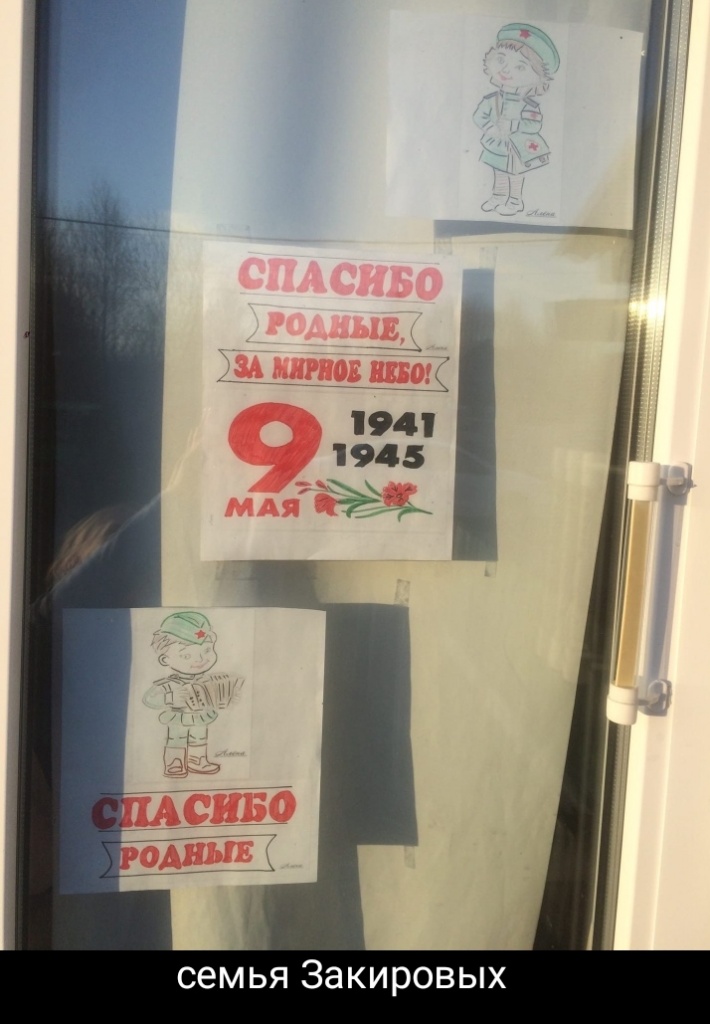 СПАСИБО
РОДНЫЕ,
ЗА МИРНОЕ НЕБО!
9
1941
1945
МАЯ
СПАСИБО
РОДНЫЕ
семья Закировых